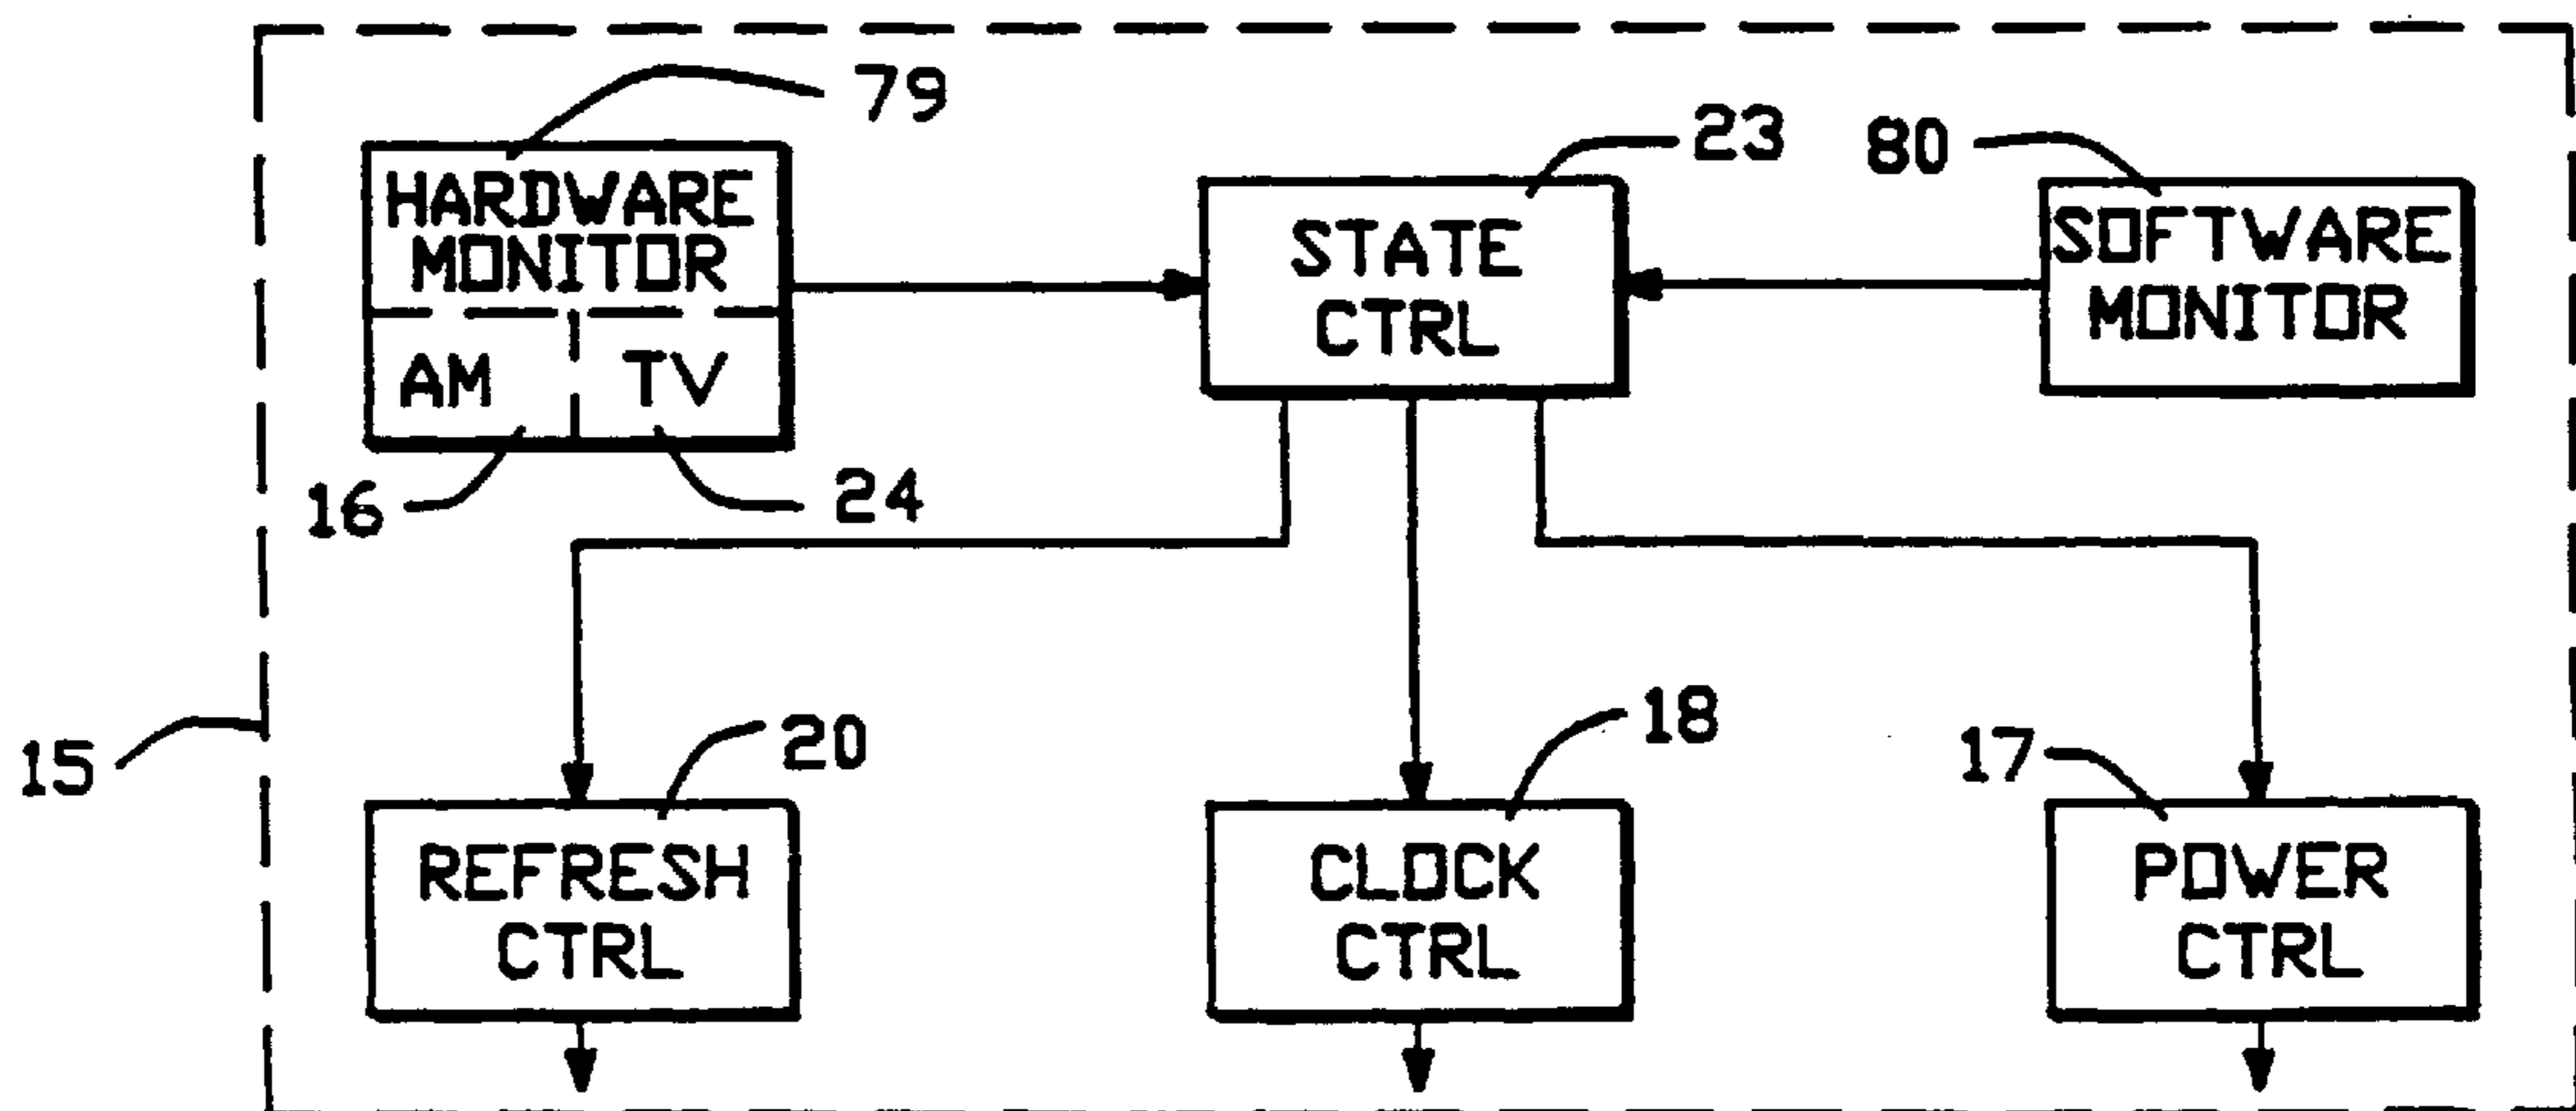 79
HARDWARE
MONITOR
AM
TV
16
24
23
STATE
CTRL
80
SOFTWARE
MONITOR
15
20
REFRESH
CTRL
18
CLOCK
CTRL
17
POWER
CTRL